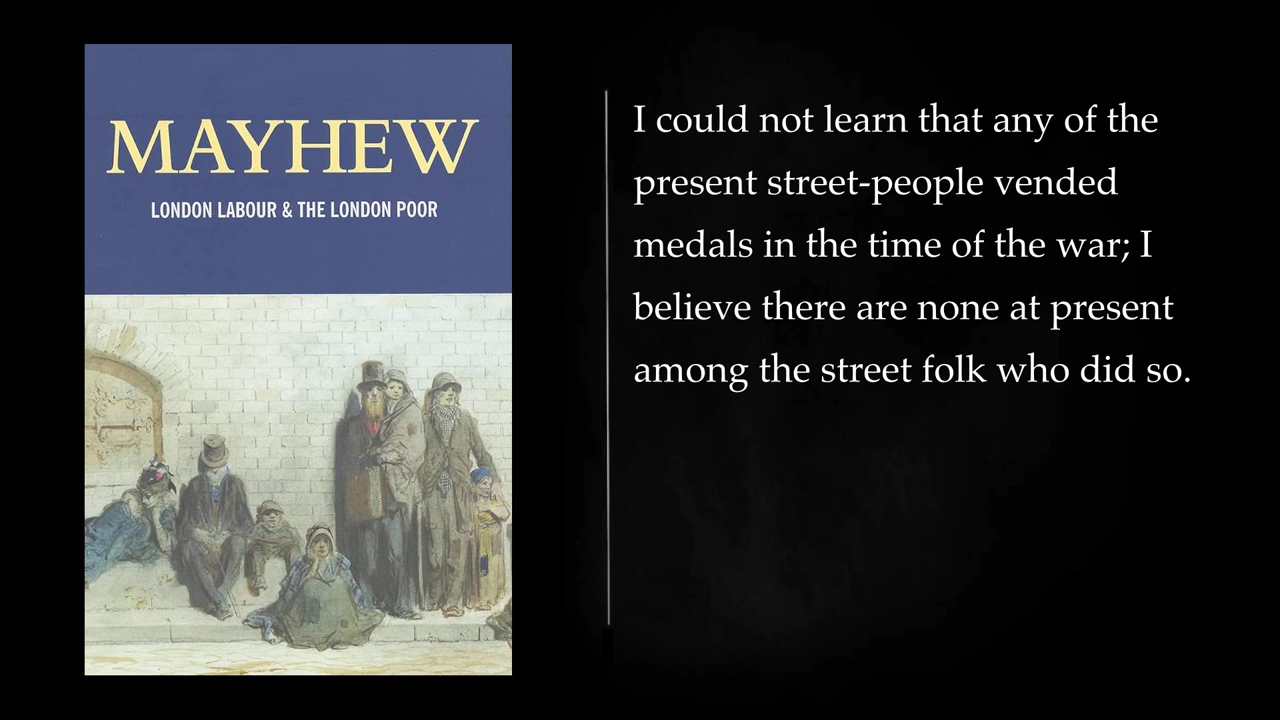 MAYHEW
LONDON LABOUR & THE LONDON POOR
I could not learn that any of the
present street-people vended
medals in the time of the war; I
believe there are none at present
among the street folk who did so.